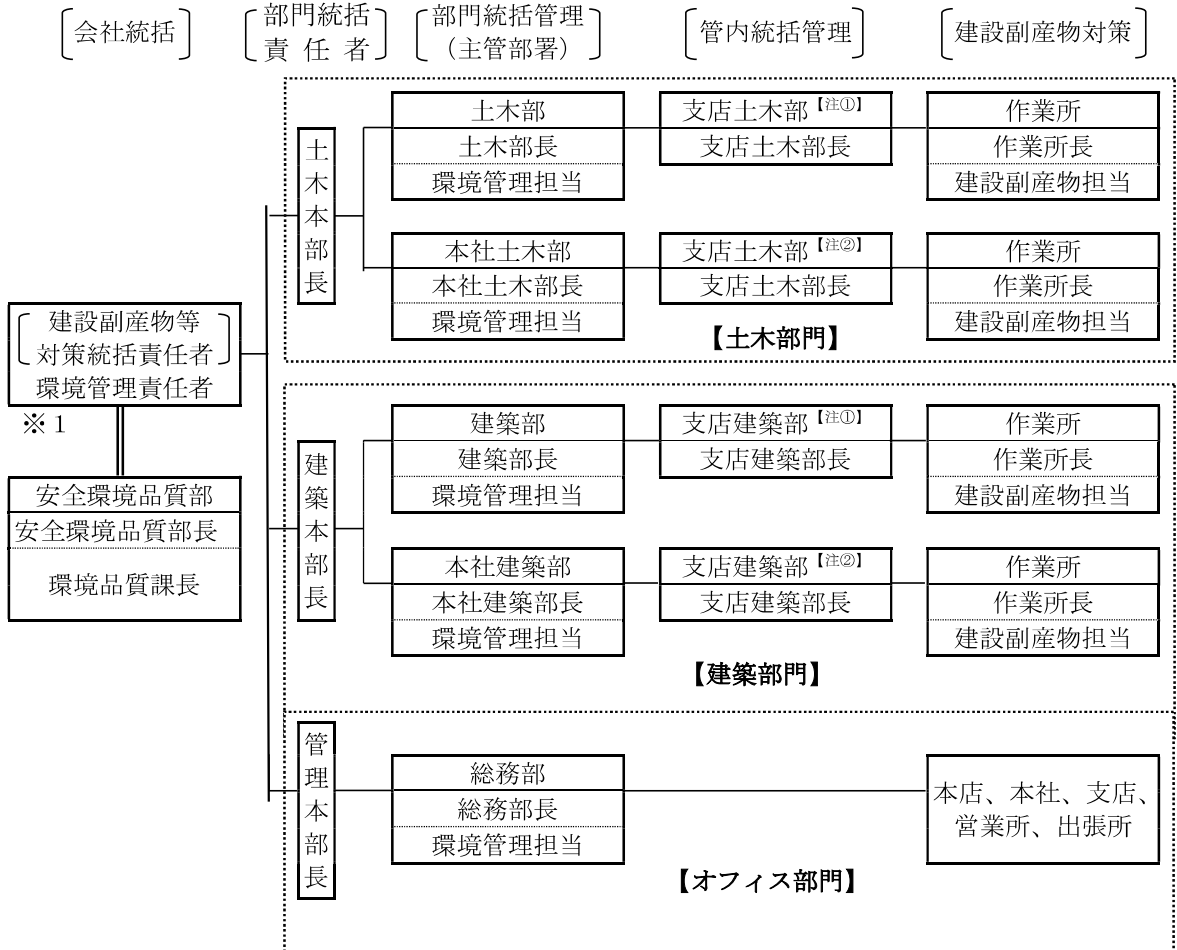 会社統括
部門統括
責任者
部門統括管理
（主管部署）
管内統括管理
建設副産物対策
建設副産物等
対策統括責任者
環境管理責任者
※1
安全環境品質部
安全環境品質部長
環境品質課長
土木本部長
土木部
土木部長
環境管理担当
支店土木部【注①】
支店土木部長
作業所
作業所長
建設副産物担当
本社土木部
本社土木部長
環境管理担当
支店土木部【注②】
支店土木部長
作業所
作業所長
建設副産物担当
【土木部門】
建築本部長
建築部
建築部長
環境管理担当
支店建築部【注①】
支店建築部長
作業所
作業所長
建設副産物担当
本社建築部
本社建築部長
環境管理担当
支店建築部【注②】
支店建築部長
作業所
作業所長
建設副産物担当
【建築部門】
管理本部長
総務部
総務部長
環境管理担当
本店、本社、支店、
営業所、出張所
【オフィス部門】